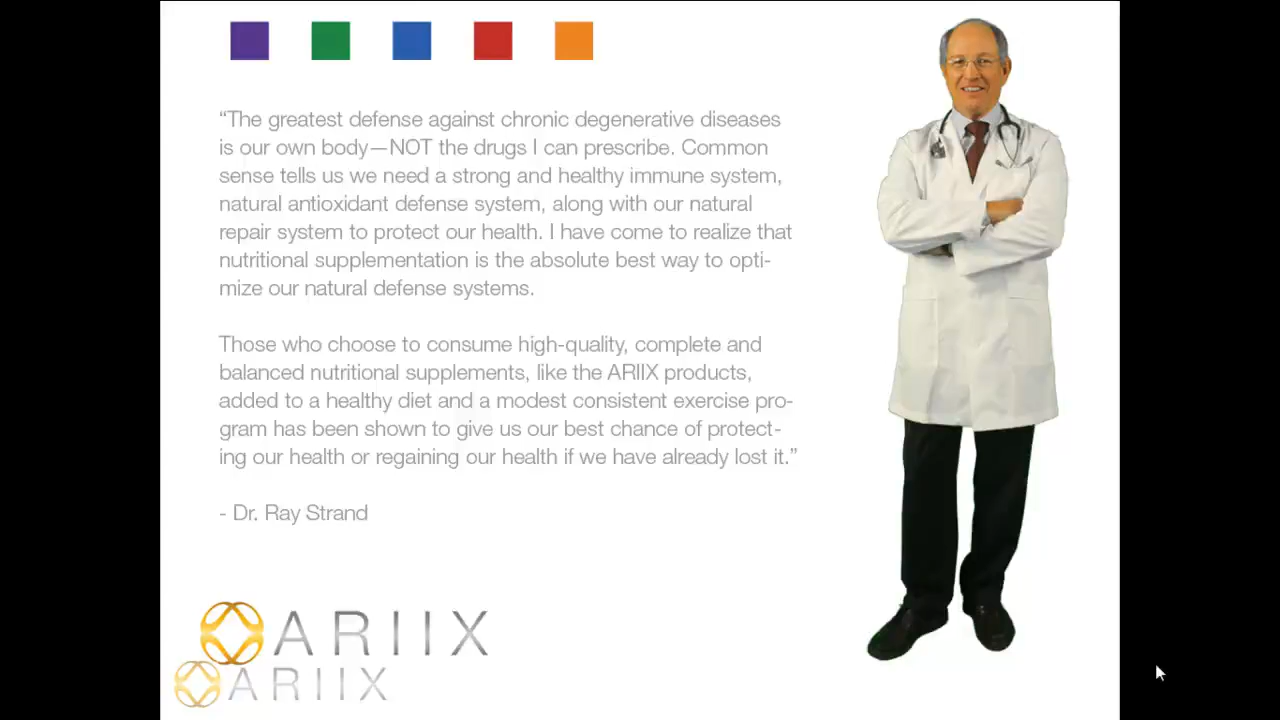 “The greatest defense against chronic degenerative diseases
is our own body—NOT the drugs I can prescribe. Common
sense tells us we need a strong and healthy immune system,
natural antioxidant defense system, along with our natural
repair system to protect our health. I have come to realize that
nutritional supplementation is the absolute best way to opti-
mize our natural defense systems.
Those who choose to consume high-quality, complete and
balanced nutritional supplements, like the ARIIX products,
added to a healthy diet and a modest consistent exercise pro-
gram has been shown to give us our best chance of protect-
ing our health or regaining our health if we have already lost it.”
- Dr. Ray Strand
ARIIX
ARIIX